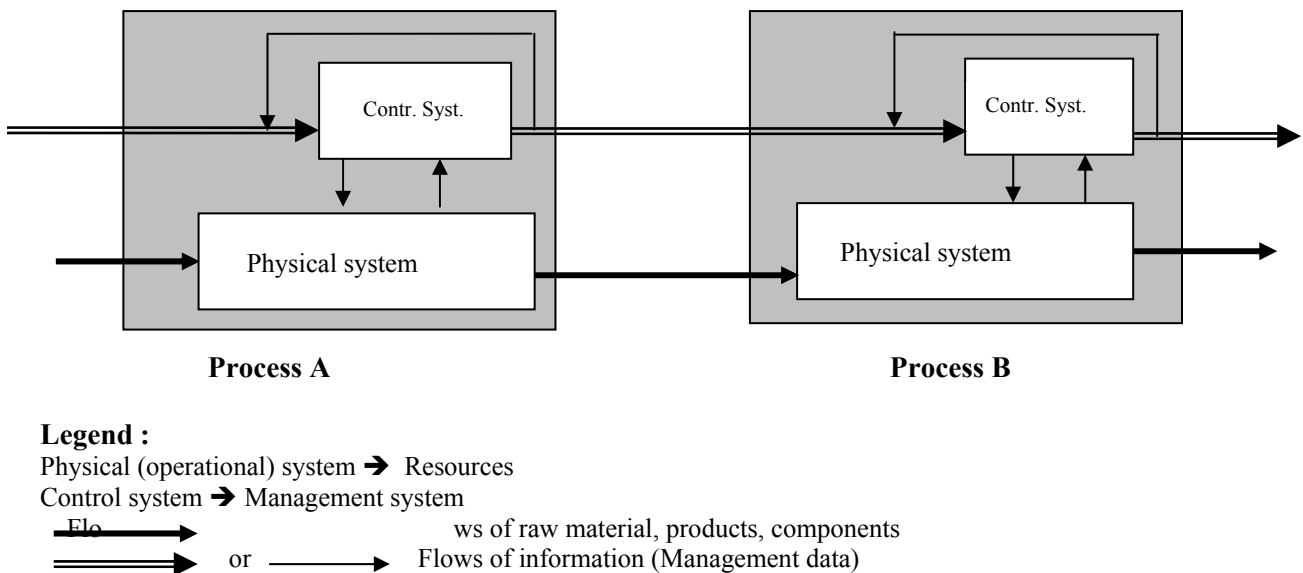 Contr. Syst.
Contr. Syst.
Physical system
Physical system
Process A
Process B
Legend :
Physical (operational) system ➔ Resources
Control system ➔ Management system
Flo ws of raw material, products, components
or Flows of information (Management data)